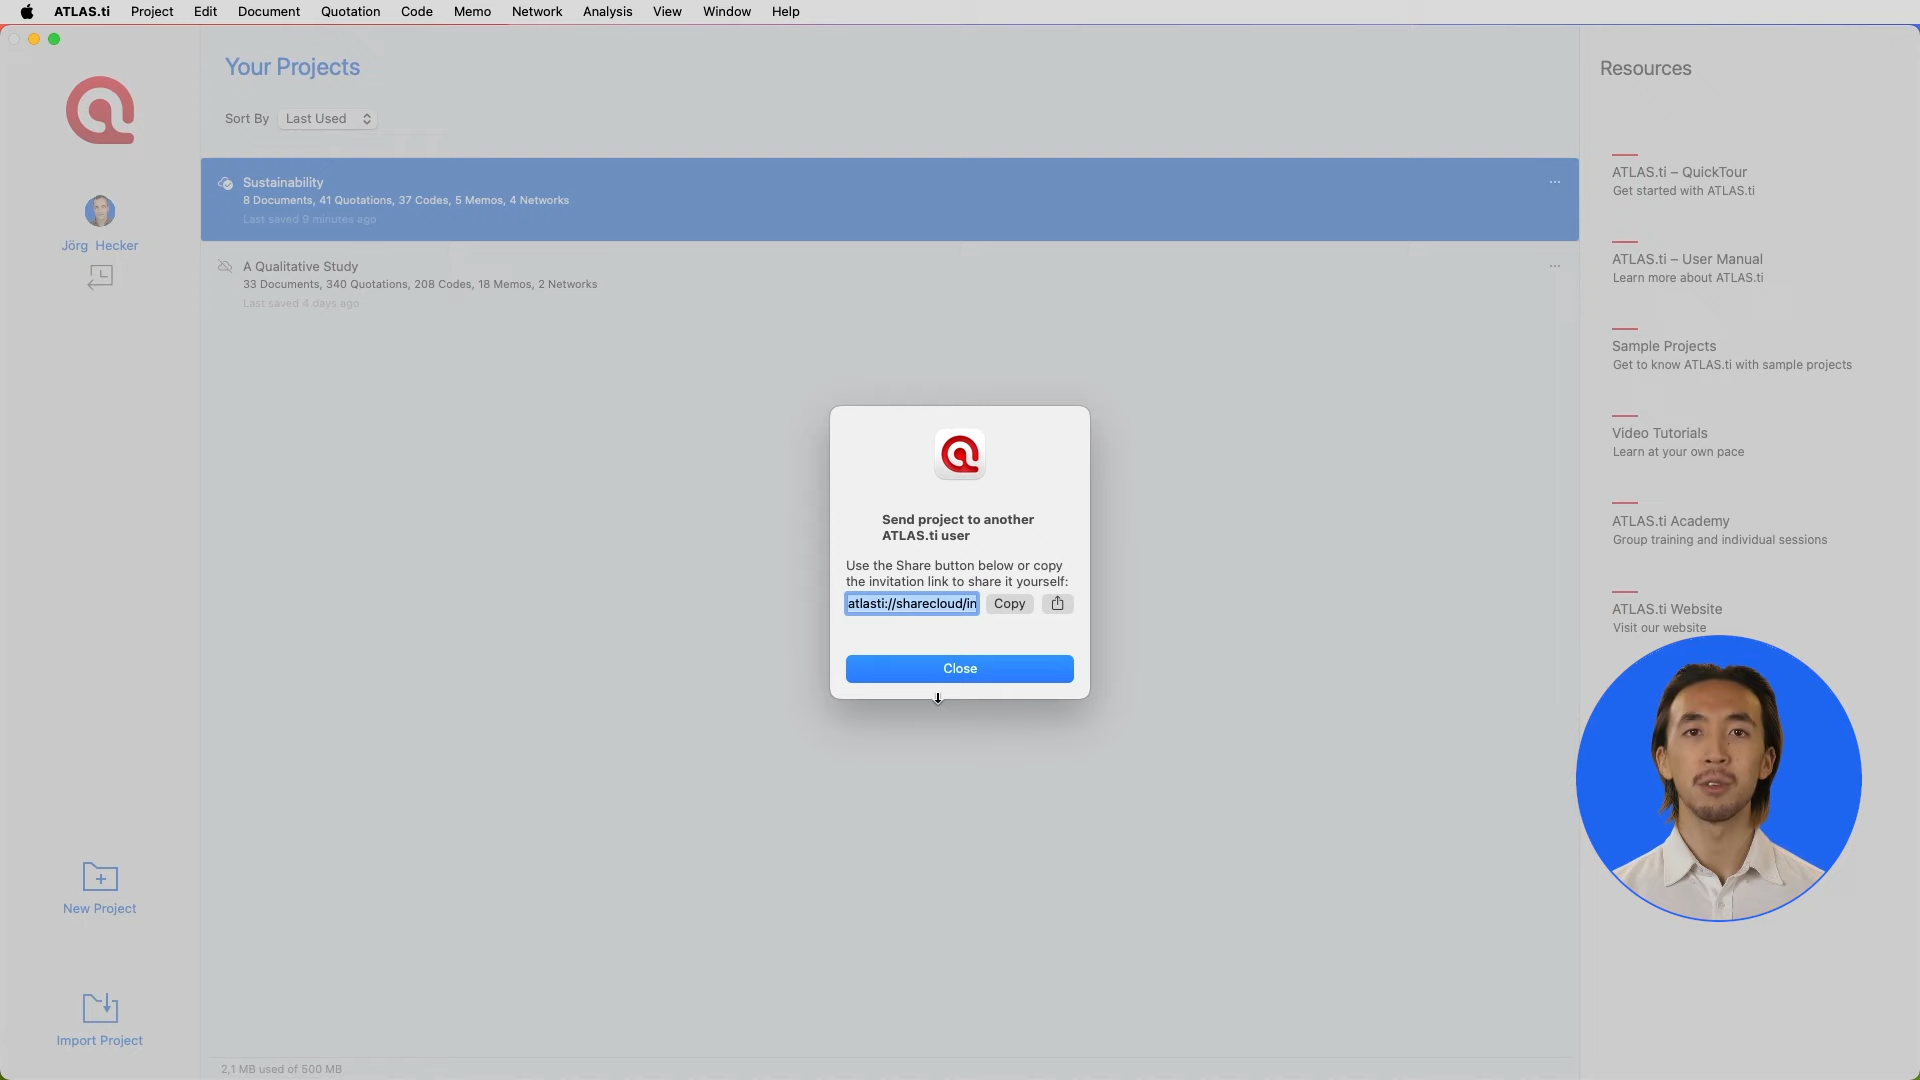 ATLAS.ti Project Edit Document Quotation Code Memo Network Analysis View Window Help
Your Projects
Sort By Last Used
Sustainability
8 Documents, 41 Quotations, 37 Codes, 5 Memos, 4 Networks
Last saved 9 minutes ago
A Qualitative Study
33 Documents, 340 Quotations, 208 Codes, 18 Memos, 2 Networks
Last saved 4 days ago
Jörg Hecker
New Project
Import Project
2,1 MB used of 500 MB
Send project to another
ATLAS.ti user
Use the Share button below or copy
the invitation link to share it yourself:
atlasti://sharecloud/in Copy
Close
Resources
ATLAS.ti – QuickTour
Get started with ATLAS.ti
ATLAS.ti – User Manual
Learn more about ATLAS.ti
Sample Projects
Get to know ATLAS.ti with sample projects
Video Tutorials
Learn at your own pace
ATLAS.ti Academy
Group training and individual sessions
ATLAS.ti Website
Visit our website